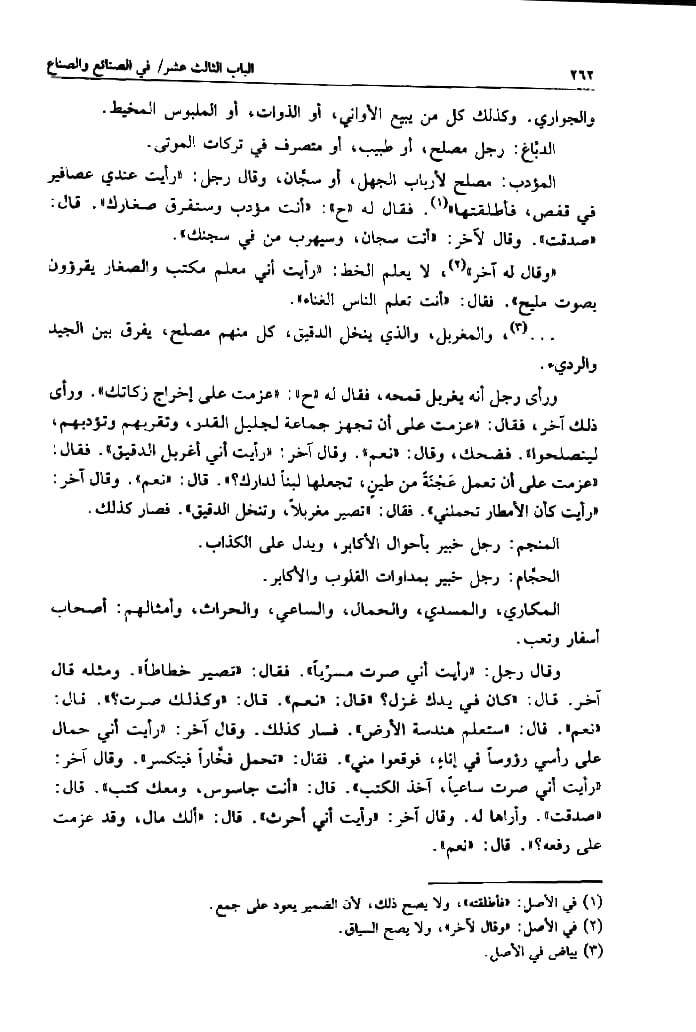 ٢٦٢ الباب الثالث عشر/ في الصنائع والصناع
والجواري. وكذلك كل من يبيع الأواني، أو الذوات، أو الملبوس المخيط.
الدبّاغ: رجل مصلح، أو طبيب، أو متصرف في تركات الموتى.
المؤدب: مصلح لأرباب الجهل، أو سجَّان، وقال رجل: «رأيت عندي عصافير
في قفص، فأطلقتها»(١). فقال له «ح»: «أنت مؤدب وستفرق صغارك». قال:
«صدقت». وقال لآخر: «أنت سجان، وسيهرب من في سجنك».
«وقال له آخر»(٢)، لا يعلم الخط: «رأيت أني معلم مكتب والصغار يقرؤون
بصوت مليح». فقال: «أنت تعلم الناس الغناء».
...(٣)، والمغربل، والذي ينخل الدقيق، كل منهم مصلح، يفرق بين الجيد
والرديء.
ورأى رجل أنه يغربل قمحه، فقال له «ح»: «عزمت على إخراج زكاتك». ورأى
ذلك آخر، فقال: «عزمت على أن تجهز جماعة لجليل القدر، وتقربهم وتؤدبهم،
لينصلحوا». فضحك، وقال: «نعم». وقال آخر: «رأيت أني أغربل الدقيق». فقال:
«عزمت على أن تعمل عَجْنَةً من طينٍ، تجعلها لبناً لدارك؟». قال: «نعم». وقال آخر:
«رأيت كأن الأمطار تحملني». فقال: «تصير مغربلاً، وتنخل الدقيق». فصار كذلك.
المنجم: رجل خبير بأحوال الأكابر، ويدل على الكذاب.
الحجَّام: رجل خبير بمداوات القلوب والأكابر.
المكاري، والمسدي، والحمال، والساعي، والحراث، وأمثالهم: أصحاب
أسفار وتعب.
وقال رجل: «رأيت أني صرت مسرِّياً». فقال: «تصير خطاطاً». ومثله قال
آخر. قال: «كان في يدك غزل؟ «قال: «نعم». قال: «وكذلك صرت؟». قال:
«نعم». قال: «ستعلم هندسة الأرض». فسار كذلك. وقال آخر: «رأيت أني حمال
على رأسي رؤوساً في إناءٍ، فوقعوا مني». فقال: «تحمل فخَّاراً فيتكسر». وقال آخر:
«رأيت أني صرت ساعياً، آخذ الكتب». قال: «أنت جاسوس، ومعك كتب». قال:
«صدقت». وأراها له. وقال آخر: «رأيت أني أحرث». قال: «ألك مال، وقد عزمت
على رفعه؟». قال: «نعم».
(١) في الأصل: «فأطلقته»، ولا يصح ذلك، لأن الضمير يعود على جمع.
(٢) في الأصل: «وقال لآخر»، ولا يصح السياق.
(٣) بياض في الأصل.